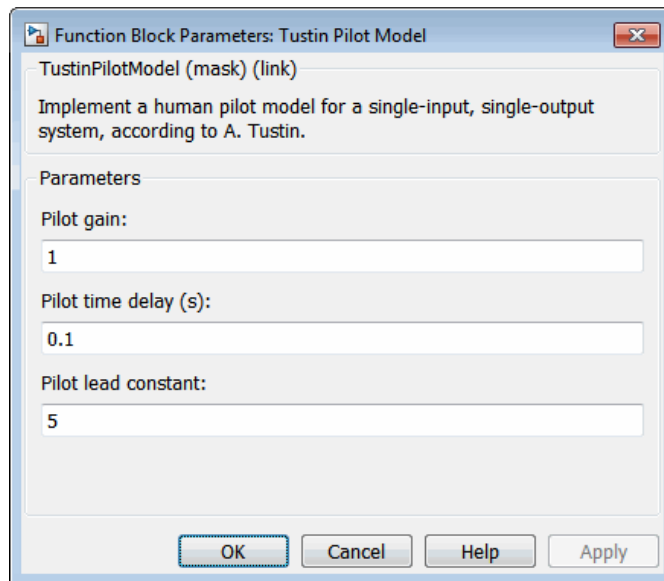 Function Block Parameters: Tustin Pilot Model
TustinPilotModel (mask) (link)
Implement a human pilot model for a single-input, single-output
system, according to A. Tustin.
Parameters
Pilot gain:
1
Pilot time delay (s):
0.1
Pilot lead constant:
5
OK Cancel Help Apply